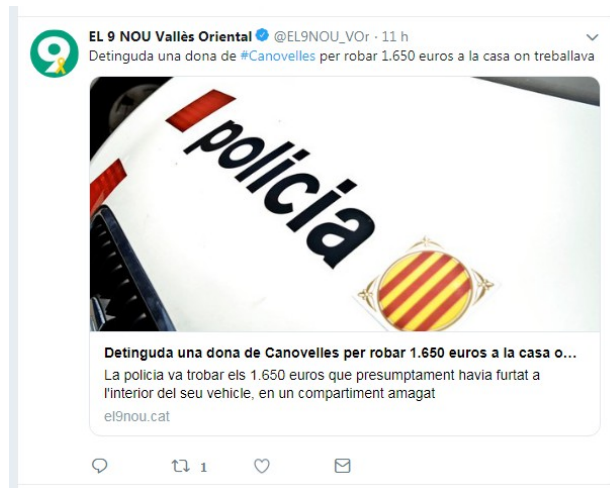 EL 9 NOU Vallès Oriental @EL9NOU_VOr · 11 h
Detinguda una dona de #Canovelles per robar 1.650 euros a la casa on treballava
policia
Detinguda una dona de Canovelles per robar 1.650 euros a la casa o...
La policia va trobar els 1.650 euros que presumptament havia furtat a
l'interior del seu vehicle, en un compartiment amagat
el9nou.cat
1